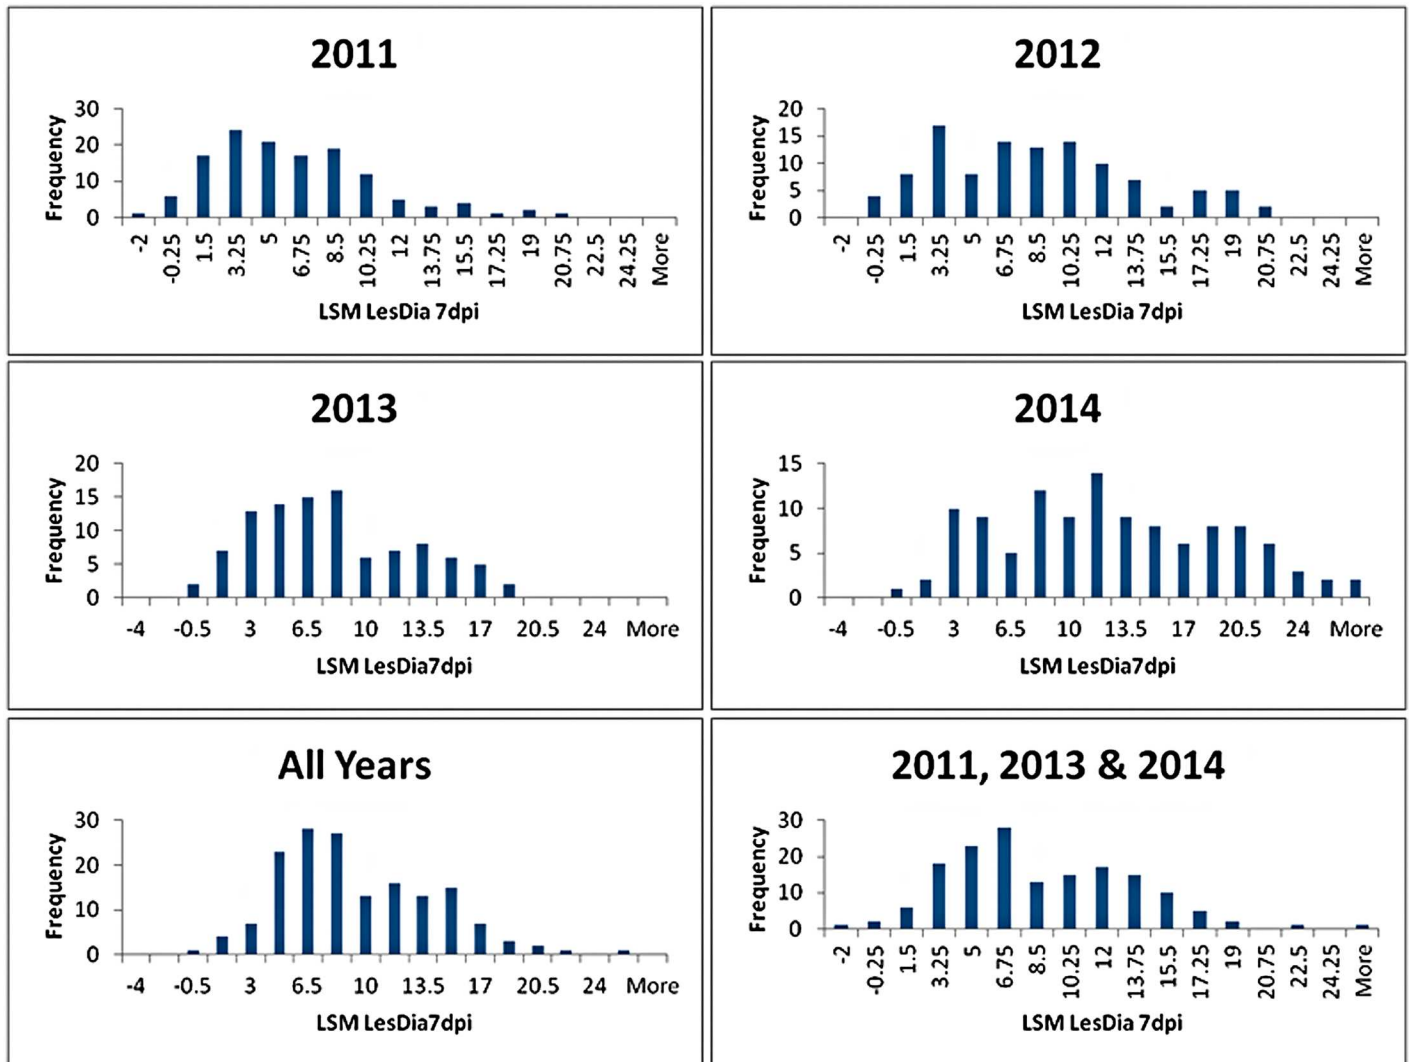 2011
30
20
10
0
Frequency
-2 -0.25 1.5 3.25 5 6.75 8.5 10.25 12 13.75 15.5 17.25 19 20.75 22.5 24.25 More
LSM LesDia 7dpi
2012
20
15
10
5
0
Frequency
-2 -0.25 1.5 3.25 5 6.75 8.5 10.25 12 13.75 15.5 17.25 19 20.75 22.5 24.25 More
LSM LesDia 7dpi
2013
20
15
10
5
0
Frequency
-4 -0.5 3 6.5 10 13.5 17 20.5 24 More
LSM LesDia7dpi
2014
15
10
5
0
Frequency
-4 -0.5 3 6.5 10 13.5 17 20.5 24 More
LSM LesDia7dpi
All Years
30
20
10
0
Frequency
-4 -0.5 3 6.5 10 13.5 17 20.5 24 More
LSM LesDia7dpi
2011, 2013 & 2014
30
20
10
0
Frequency
-2 -0.25 1.5 3.25 5 6.75 8.5 10.25 12 13.75 15.5 17.25 19 20.75 22.5 24.25 More
LSM LesDia 7dpi